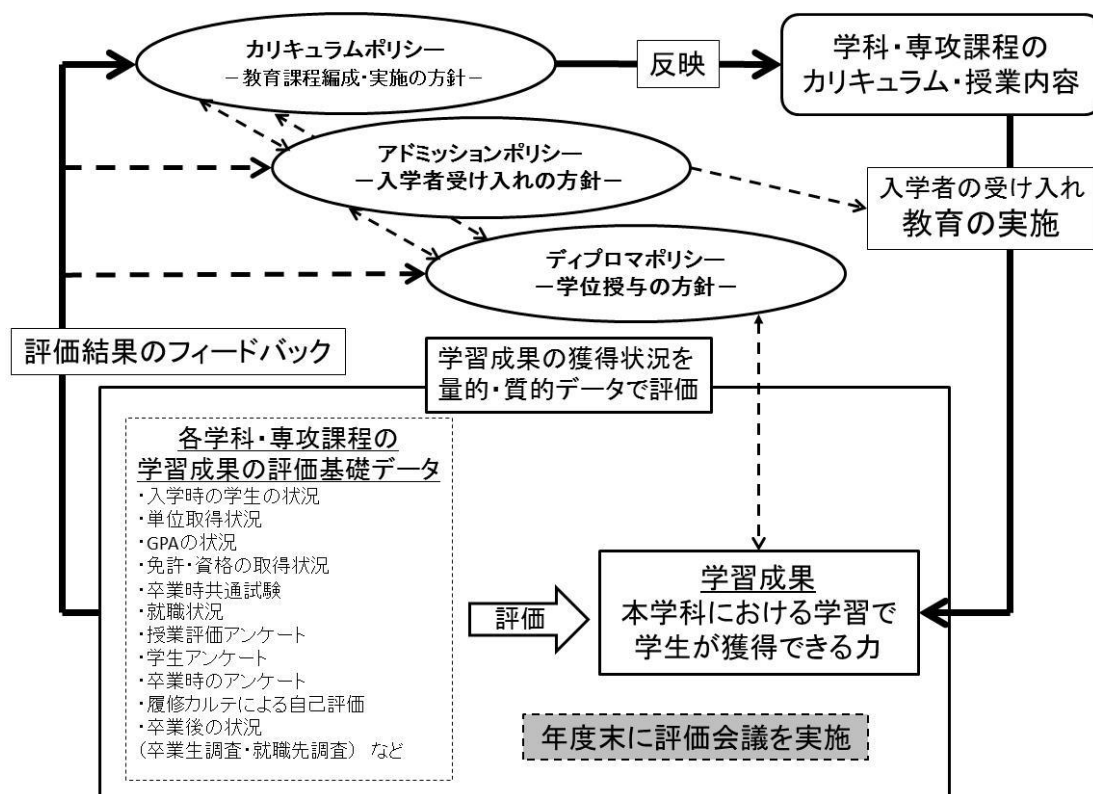 カリキュラムポリシー
－教育課程編成・実施の方針－
反映
学科・専攻課程の
カリキュラム・授業内容
アドミッションポリシー
－入学者受け入れの方針－
入学者の受け入れ
教育の実施
ディプロマポリシー
－学位授与の方針－
評価結果のフィードバック
学習成果の獲得状況を
量的・質的データで評価
各学科・専攻課程の
学習成果の評価基礎データ
・入学時の学生の状況
・単位取得状況
・GPAの状況
・免許・資格の取得状況
・卒業時共通試験
・就職状況
・授業評価アンケート
・学生アンケート
・卒業時のアンケート
・履修カルテによる自己評価
・卒業後の状況
（卒業生調査・就職先調査） など
評価
学習成果
本学科における学習で
学生が獲得できる力
年度末に評価会議を実施